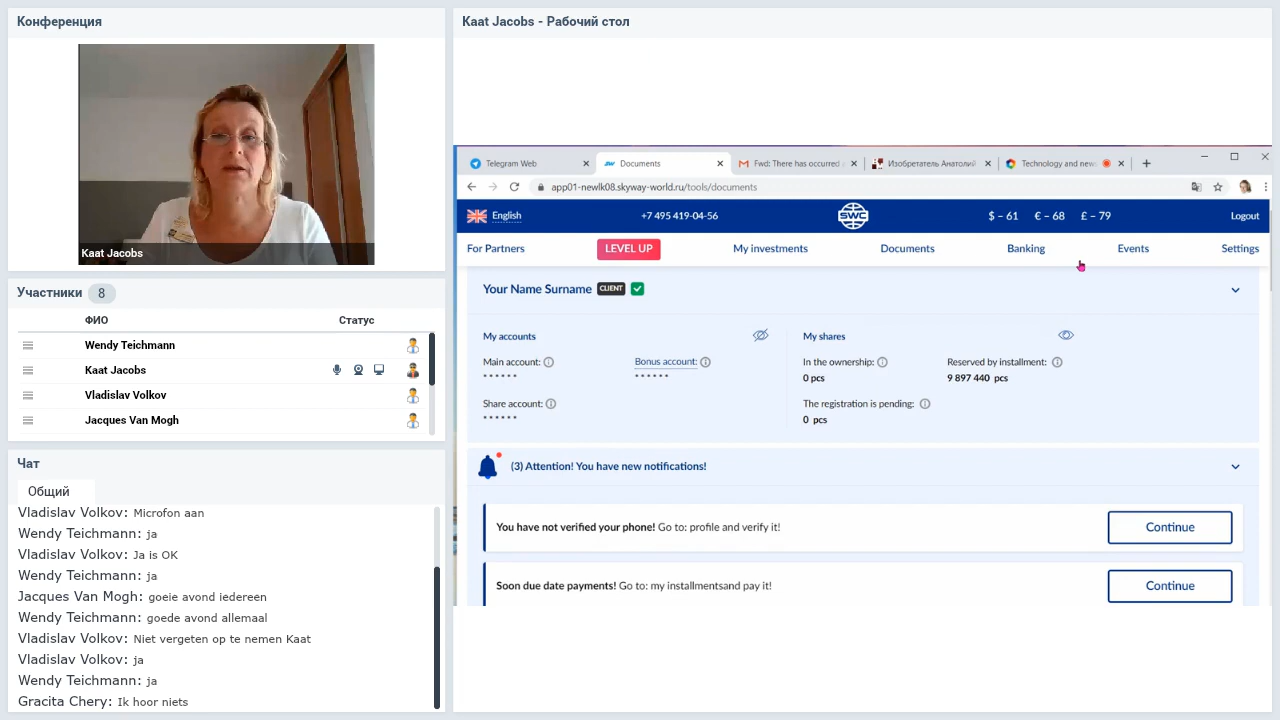 Конференция
Kaat Jacobs
Участники 8
ФИО
Статус
Wendy Teichmann
Kaat Jacobs
Vladislav Volkov
Jacques Van Mogh
Чат
Общий
Vladislav Volkov: Microfon aan
Wendy Teichmann: ja
Vladislav Volkov: Ja is OK
Wendy Teichmann: ja
Jacques Van Mogh: goeie avond iedereen
Wendy Teichmann: goede avond allemaal
Vladislav Volkov: Niet vergeten op te nemen Kaat
Vladislav Volkov: ja
Wendy Teichmann: ja
Gracita Chery: Ik hoor niets
Kaat Jacobs - Рабочий стол
Telegram Web
Documents
Fwd: There has occurred
Изобретатель Анатолий
Technology and new
app01-newlk08.skyway-world.ru/tools/documents
English
+7 495 419-04-56
SWC
$ – 61 € – 68 £ – 79
Logout
For Partners
LEVEL UP
My investments
Documents
Banking
Events
Settings
Your Name Surname CLIENT
My accounts
Main account:
••••••
Bonus account:
••••••
Share account:
••••••
My shares
In the ownership:
0 pcs
Reserved by installment:
9 897 440 pcs
The registration is pending:
0 pcs
(3) Attention! You have new notifications!
You have not verified your phone! Go to: profile and verify it!
Continue
Soon due date payments! Go to: my installmentsand pay it!
Continue